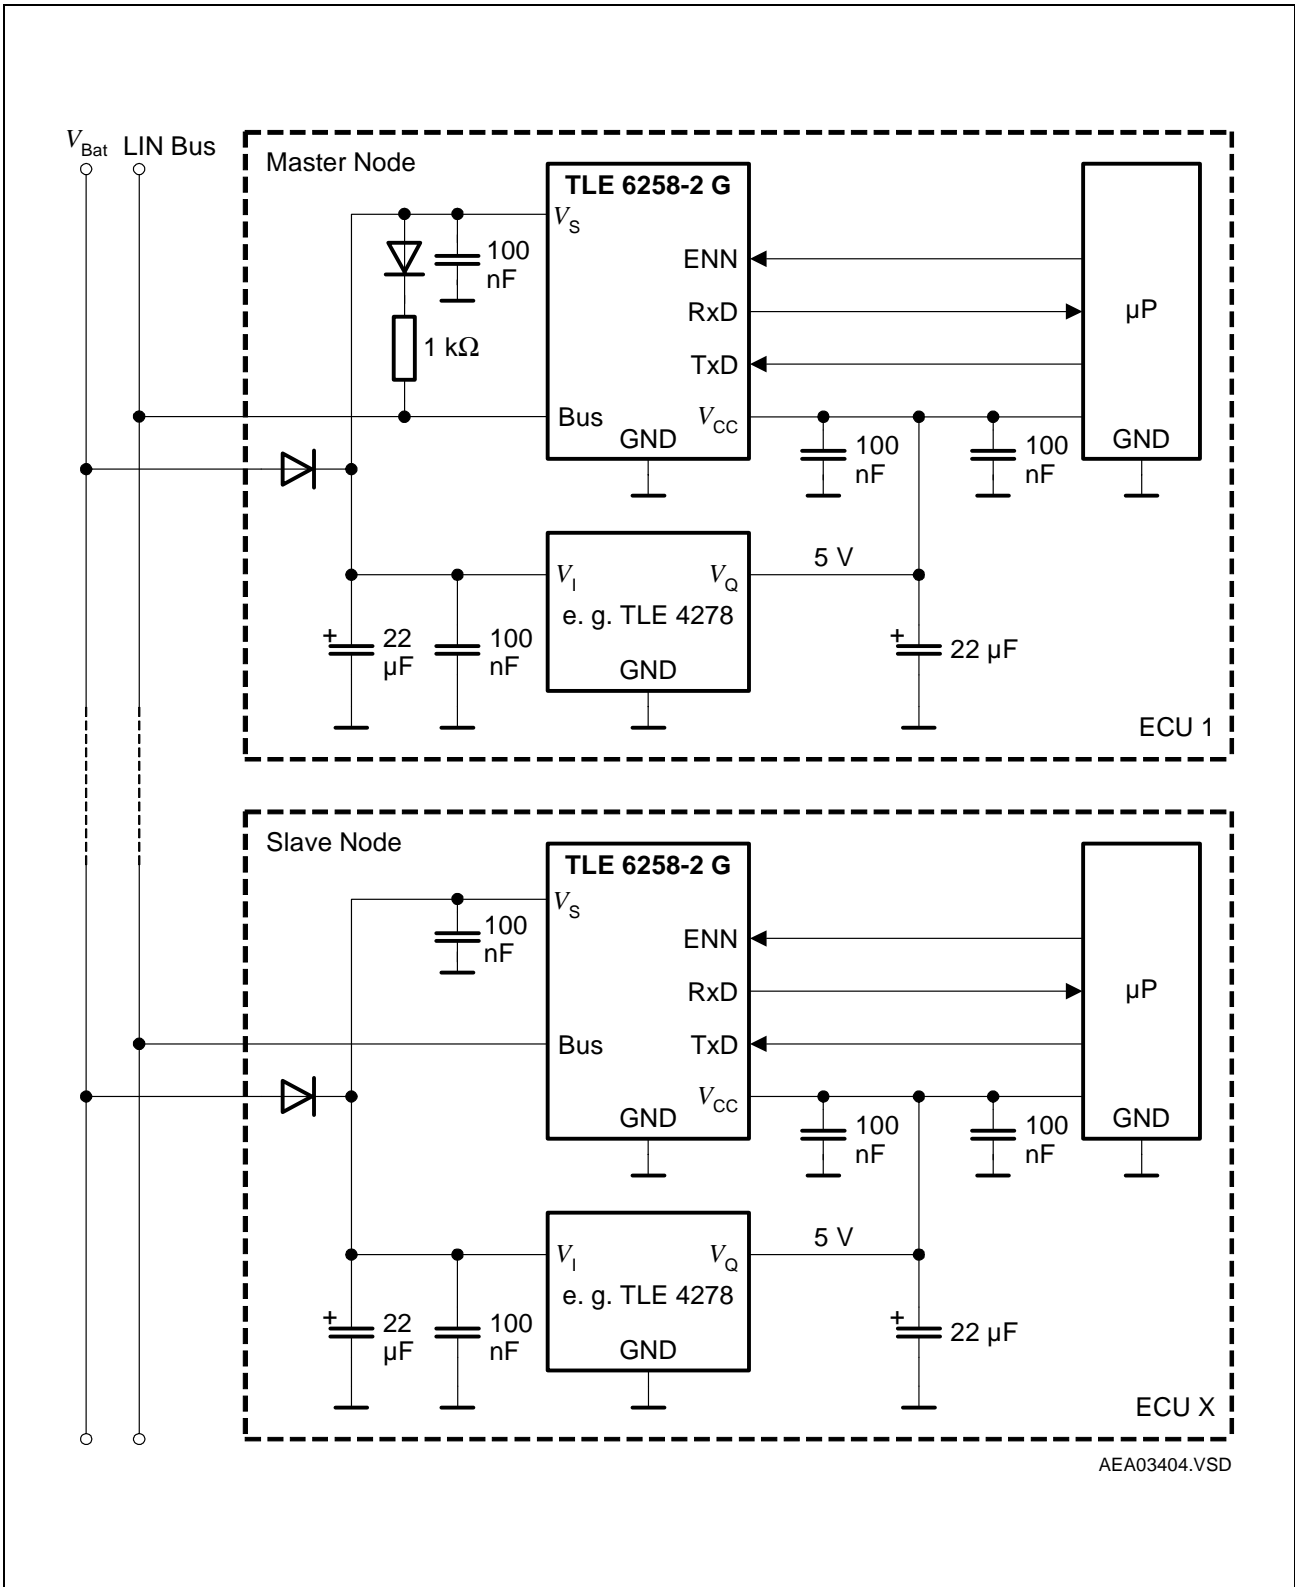 V_Bat LIN Bus
Master Node
TLE 6258-2 G
V_S
100
nF
ENN
RxD
µP
1 kΩ
TxD
Bus
V_CC
GND
100
nF
100
nF
GND
5 V
V_I
V_Q
e. g. TLE 4278
+ 22
µF
100
nF
GND
+
22 µF
ECU 1
Slave Node
TLE 6258-2 G
V_S
100
nF
ENN
RxD
µP
Bus
TxD
V_CC
GND
100
nF
100
nF
GND
5 V
V_I
V_Q
e. g. TLE 4278
+ 22
µF
100
nF
GND
+
22 µF
ECU X
AEA03404.VSD